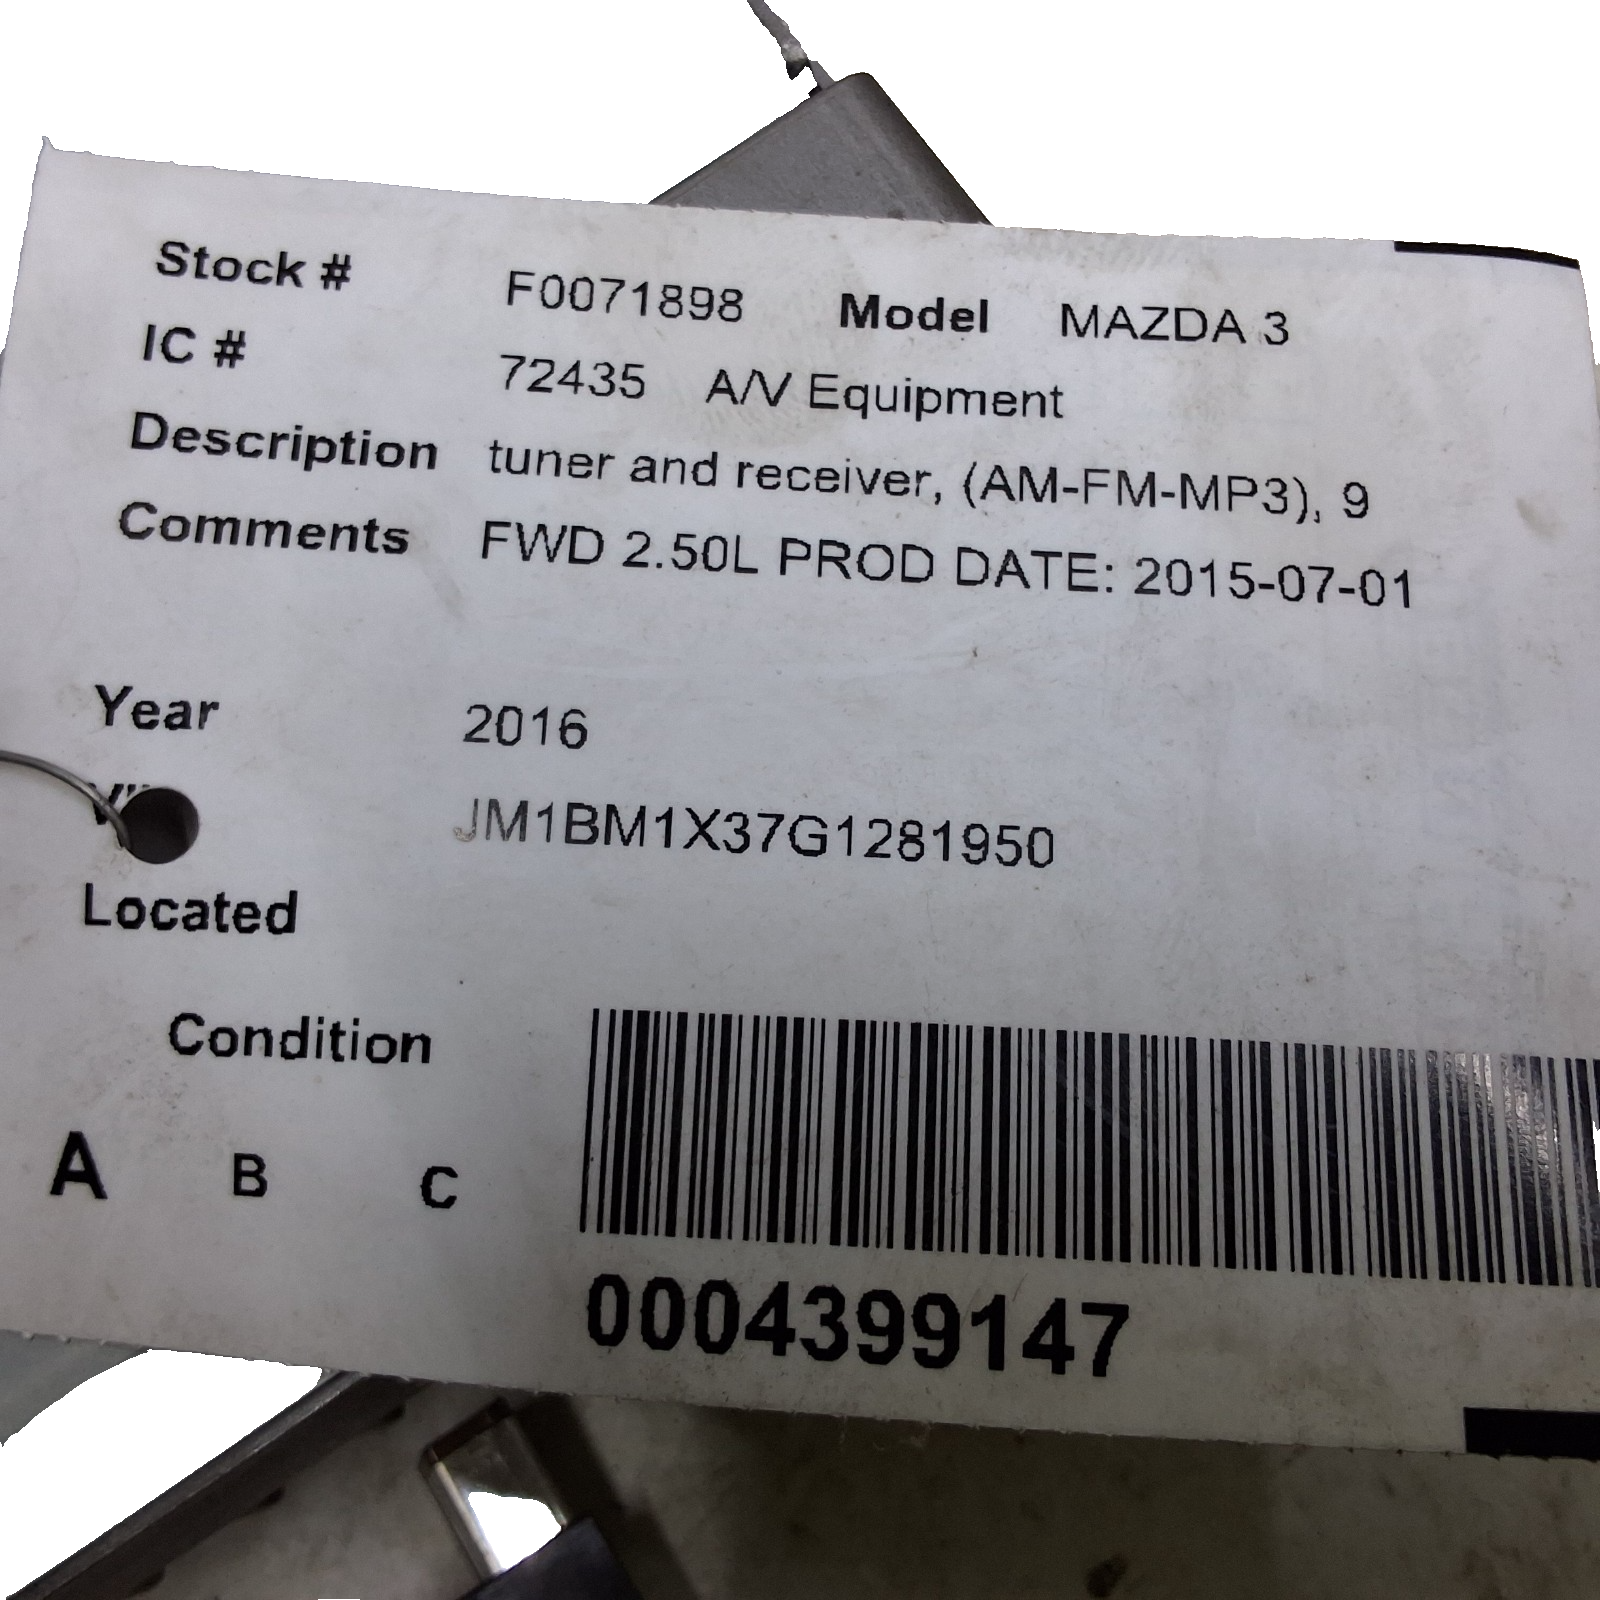 Stock # F0071898 Model MAZDA 3
IC # 72435 A/V Equipment
Description tuner and receiver, (AM-FM-MP3), 9
Comments FWD 2.50L PROD DATE: 2015-07-01
Year 2016
JM1BM1X37G1281950
Located
Condition
A B C
0004399147